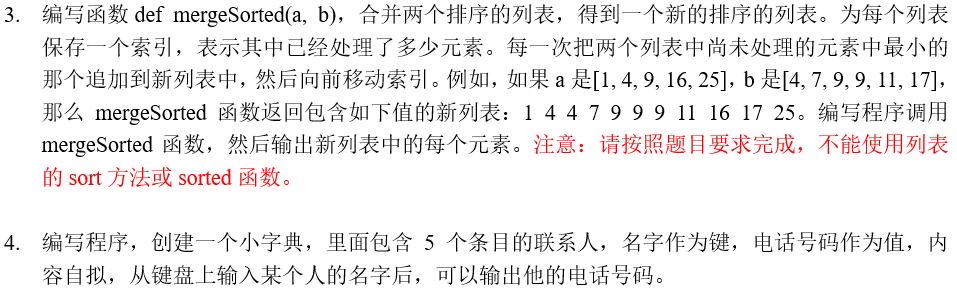 3. 编写函数 def mergeSorted(a, b)，合并两个排序的列表，得到一个新的排序的列表。为每个列表
保存一个索引，表示其中已经处理了多少元素。每一次把两个列表中尚未处理的元素中最小的
那个追加到新列表中，然后向前移动索引。例如，如果 a 是[1, 4, 9, 16, 25]，b 是[4, 7, 9, 9, 11, 17]，
那么 mergeSorted 函数返回包含如下值的新列表：1 4 4 7 9 9 9 11 16 17 25。编写程序调用
mergeSorted 函数，然后输出新列表中的每个元素。注意：请按照题目要求完成，不能使用列表
的 sort 方法或 sorted 函数。
4. 编写程序，创建一个小字典，里面包含 5 个条目的联系人，名字作为键，电话号码作为值，内
容自拟，从键盘上输入某个人的名字后，可以输出他的电话号码。